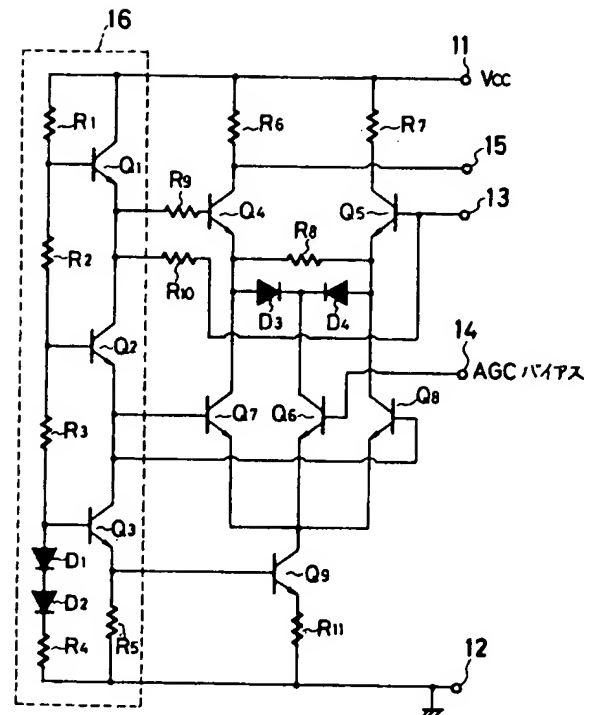 16
11
Vcc
R1
R6
R7
15
Q1
13
R9
Q4
Q5
R8
R2
R10
D3
D4
14
Q2
AGCバイアス
Q7
Q6
Q8
R3
Q3
D1
Q9
D2
R4
R5
R11
12